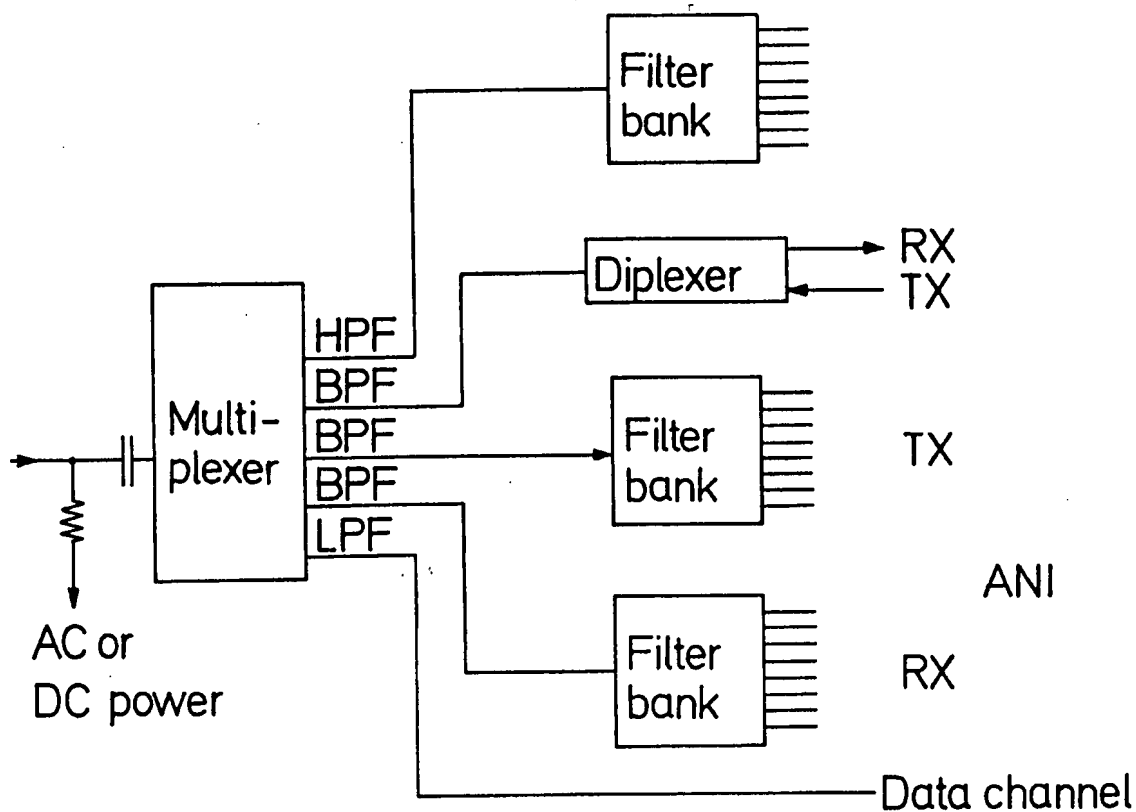 Filter
bank
RX
Diplexer
TX
HPF
BPF
Multi-
plexer
BPF
BPF
LPF
Filter
bank
TX
ANI
AC or
DC power
Filter
bank
RX
Data channel